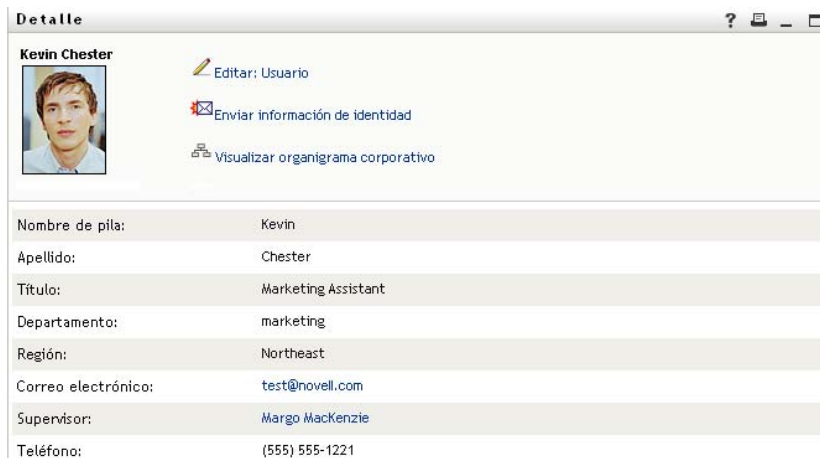 Detalle ?
Kevin Chester
Editar: Usuario
Enviar información de identidad
Visualizar organigrama corporativo
Nombre de pila: Kevin
Apellido: Chester
Título: Marketing Assistant
Departamento: marketing
Región: Northeast
Correo electrónico: test@novell.com
Supervisor: Margo MacKenzie
Teléfono: (555) 555-1221